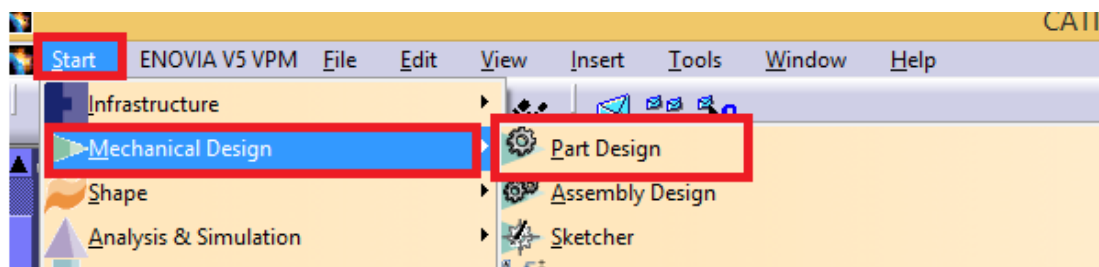 CATI
Start ENOVIA V5 VPM File Edit View Insert Tools Window Help
Infrastructure
Mechanical Design
Part Design
Shape
Assembly Design
Analysis & Simulation
Sketcher